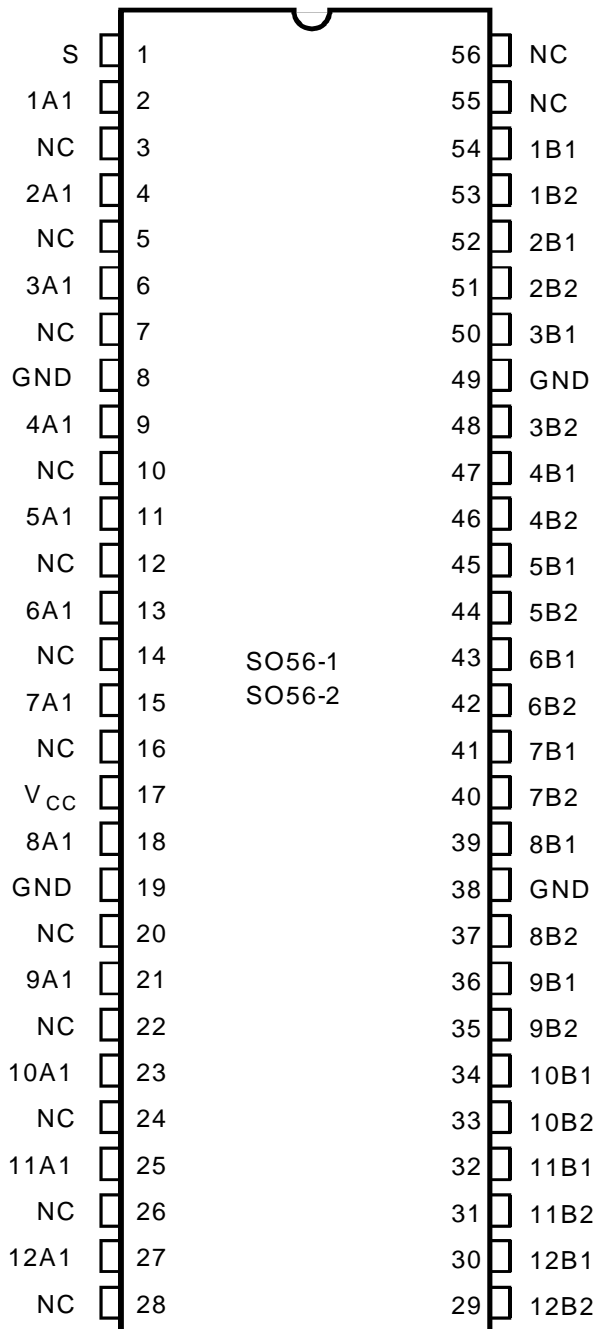 S 1 56 NC
1A1 2 55 NC
NC 3 54 1B1
2A1 4 53 1B2
NC 5 52 2B1
3A1 6 51 2B2
NC 7 50 3B1
GND 8 49 GND
4A1 9 48 3B2
NC 10 47 4B1
5A1 11 46 4B2
NC 12 45 5B1
6A1 13 44 5B2
NC 14 SO56-1 43 6B1
7A1 15 SO56-2 42 6B2
NC 16 41 7B1
VCC 17 40 7B2
8A1 18 39 8B1
GND 19 38 GND
NC 20 37 8B2
9A1 21 36 9B1
NC 22 35 9B2
10A1 23 34 10B1
NC 24 33 10B2
11A1 25 32 11B1
NC 26 31 11B2
12A1 27 30 12B1
NC 28 29 12B2